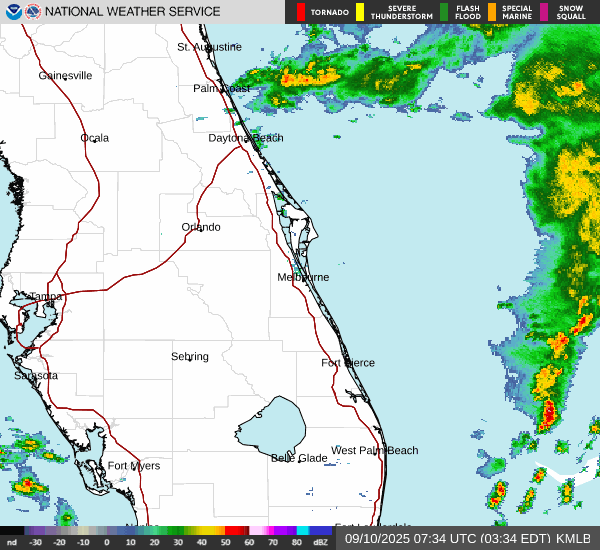 NATIONAL WEATHER SERVICE
TORNADO
SEVERE THUNDERSTORM
FLASH FLOOD
SPECIAL MARINE
SNOW SQUALL
St. Augustine
Gainesville
Palm Coast
Ocala
Daytona Beach
Orlando
Melbourne
Tampa
Sebring
Fort Pierce
Sarasota
West Palm Beach
Belle Glade
Fort Myers
nd -30 -20 -10 0 10 20 30 40 50 60 70 80 dBZ
09/10/2025 07:34 UTC (03:34 EDT) KMLB